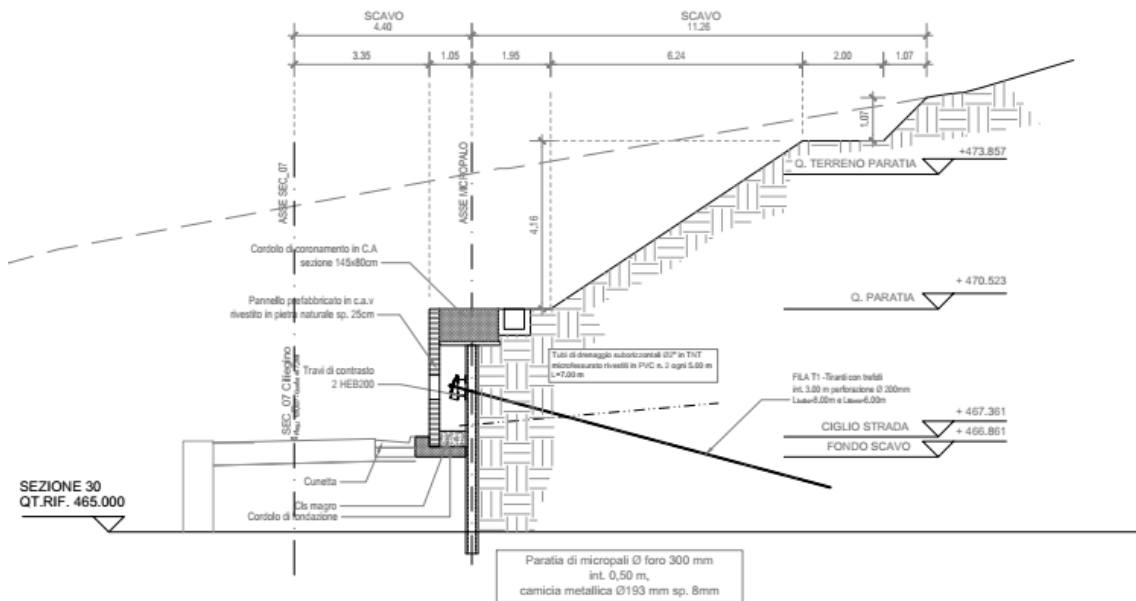 SCAVO
4.40
SCAVO
11.26
3.35
1.05
1.95
6.24
2.00
1.07
1,07
4,16
ASSE SEC_07
ASSE MICROPALO
+473.857
Q. TERRENO PARATIA
Cordolo di coronamento in C.A
sezione 145x80cm
+ 470.523
Q. PARATIA
Pannello prefabbricato in c.a.v
rivestito in pietra naturale sp. 25cm
Tubi di drenaggio suborizzontali Ø2" in TNT
microfessurato rivestiti in PVC n. 2 ogni 5.00 m
L=7.00 m
Travi di contrasto
2 HEB200
SEC_07 Ciliegino
FILA T1 -Tiranti con trefoli
int. 3.00 m perforazione Ø 200mm
+ 467.361
CIGLIO STRADA
+ 466.861
FONDO SCAVO
Cunetta
Cls magro
Cordolo di fondazione
SEZIONE 30
QT.RIF. 465.000
Paratia di micropali Ø foro 300 mm
int. 0,50 m,
camicia metallica Ø193 mm sp. 8mm